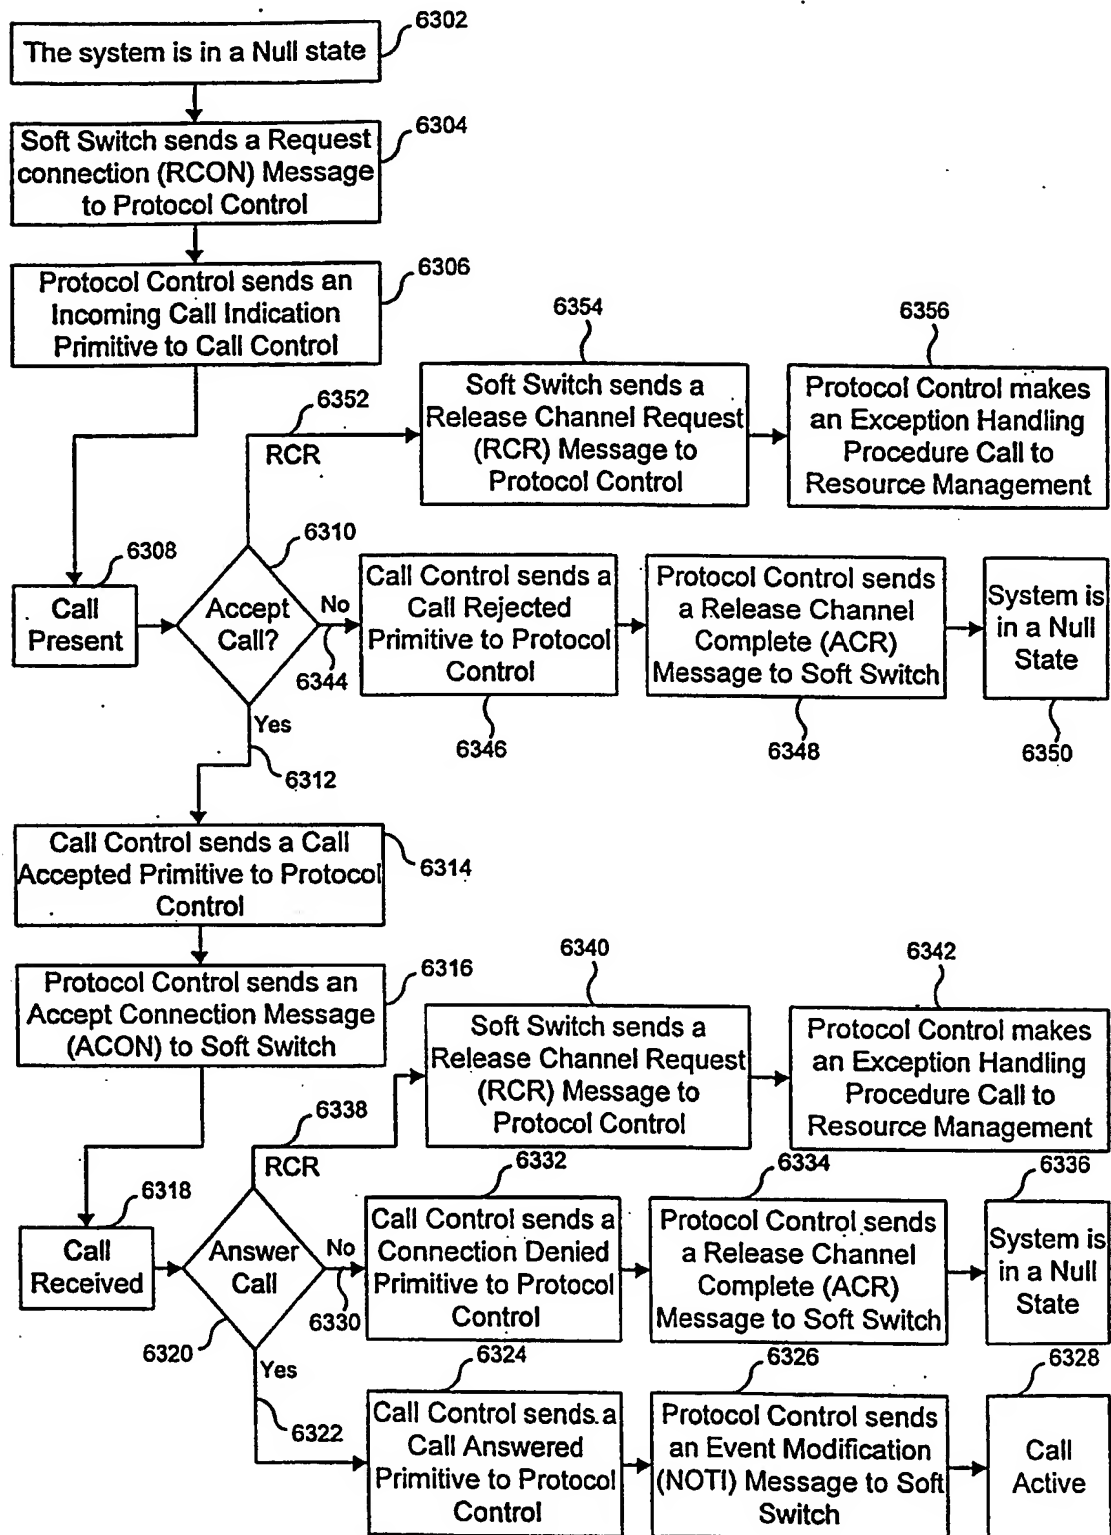 6302
The system is in a Null state
6304
Soft Switch sends a Request
connection (RCON) Message
to Protocol Control
6306
Protocol Control sends an
Incoming Call Indication
Primitive to Call Control
6354
6356
6352
RCR
Soft Switch sends a
Release Channel Request
(RCR) Message to
Protocol Control
Protocol Control makes
an Exception Handling
Procedure Call to
Resource Management
6308
6310
Call
Present
Accept
Call?
No
6344
Call Control sends a
Call Rejected
Primitive to Protocol
Control
Protocol Control sends
a Release Channel
Complete (ACR)
Message to Soft Switch
System is
in a Null
State
6346
6348
6350
Yes
6312
Call Control sends a Call
Accepted Primitive to Protocol
Control
6314
Protocol Control sends an
Accept Connection Message
(ACON) to Soft Switch
6316
6340
6342
6338
RCR
Soft Switch sends a
Release Channel Request
(RCR) Message to
Protocol Control
Protocol Control makes
an Exception Handling
Procedure Call to
Resource Management
6332
6334
6336
6318
Call
Received
Answer
Call
No
6330
6320
Call Control sends a
Connection Denied
Primitive to Protocol
Control
Protocol Control sends
a Release Channel
Complete (ACR)
Message to Soft Switch
System is
in a Null
State
6324
6326
6328
Yes
6322
Call Control sends a
Call Answered
Primitive to Protocol
Control
Protocol Control sends
an Event Modification
(NOTI) Message to Soft
Switch
Call
Active